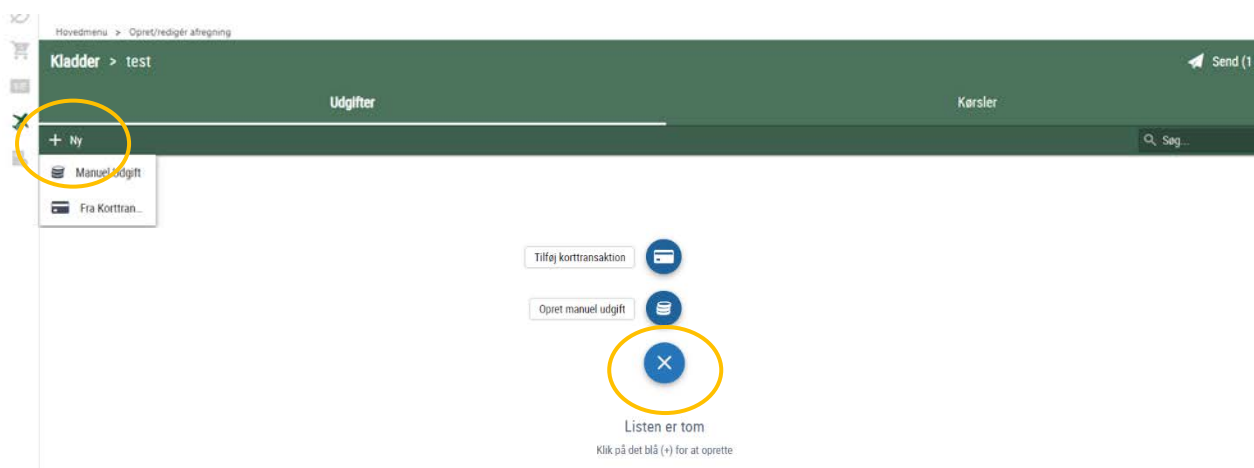 Hovedmenu > Opret/redigér afregning
Kladder > test
Send (1
Udgifter
Kørsler
+ Ny
Søg...
Manuel Udgift
Fra Korttran...
Tilføj korttransaktion
Opret manuel udgift
Listen er tom
Klik på det blå (+) for at oprette